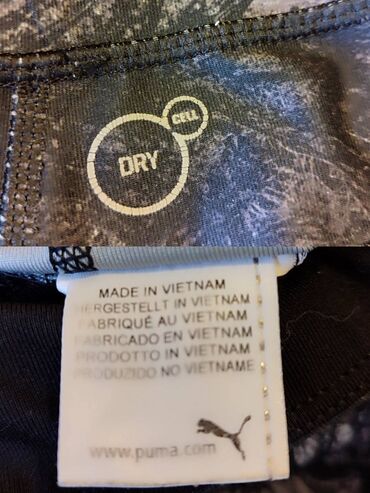 CELL
DRY
MADE IN VIETNAM
HERGESTELLT IN VIETNAM
FABRIQUÉ AU VIETNAM
FABRICADO EN VIETNAM
PRODOTTO IN VIETNAM
PRODUZIDO NO VIETNAME
www.puma.com